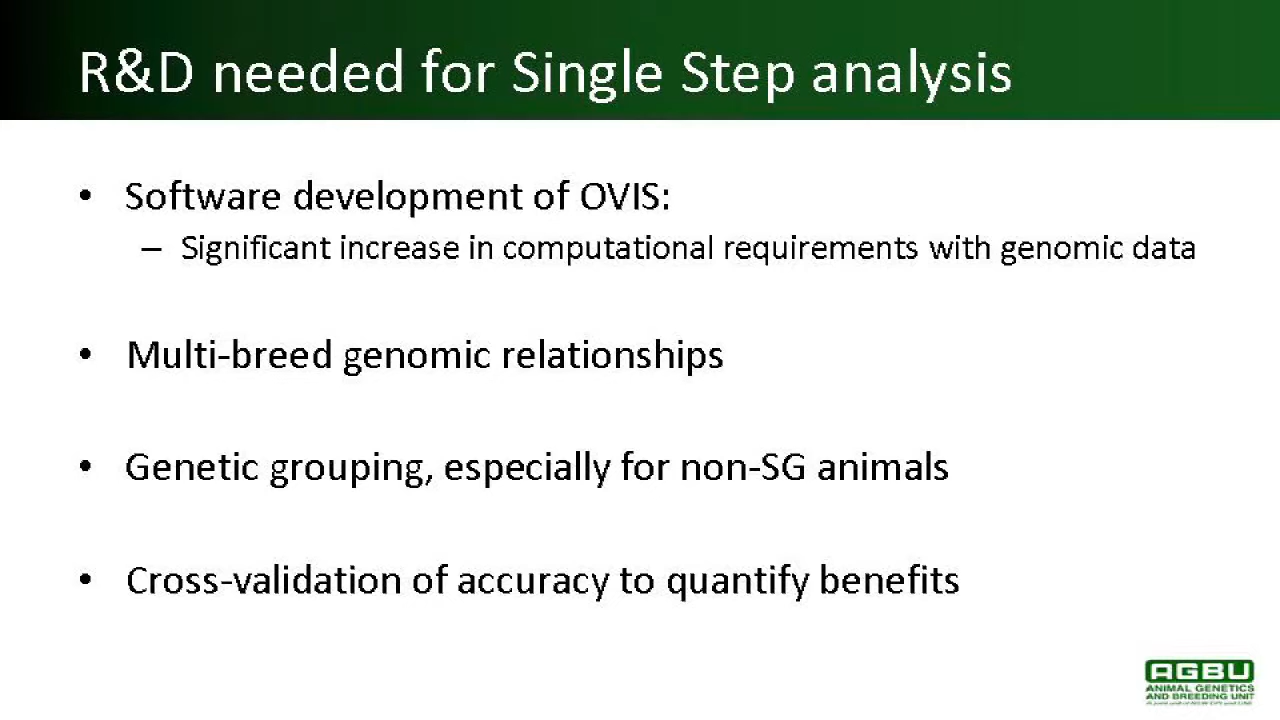 R&D needed for Single Step analysis
• Software development of OVIS:
– Significant increase in computational requirements with genomic data
• Multi-breed genomic relationships
• Genetic grouping, especially for non-SG animals
• Cross-validation of accuracy to quantify benefits
AGBU
ANIMAL GENETICS
AND BREEDING UNIT